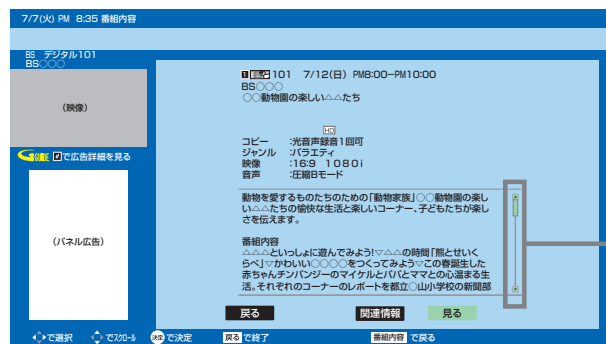 7/7(火) PM 8:35 番組内容
BS デジタル101
BS○○○
(映像)
Gガイド dで広告詳細を見る
(パネル広告)
101 7/12(日) PM8:00−PM10:00
BS○○○
○○動物園の楽しい△△たち
HD
コピー :光音声録音1回可
ジャンル :バラエティ
映像 :16:9 1080i
音声 :圧縮Bモード
動物を愛するものたちのための「動物家族」○○動物園の楽し
い△△たちの愉快な生活と楽しいコーナー、子どもたちが楽し
さを伝えます。
番組内容
△△△といっしょに遊んでみよう!▽△△の時間「熊とせいく
らべ」▽かわいい○○○○をつくってみよう▽この春誕生した
赤ちゃんチンパンジーのマイケルとパパとママとの心温まる生
活。それぞれのコーナーのレポートを都立○山小学校の新聞部
戻る 関連情報 見る
で選択 でスクロール 決定 で決定 戻る で終了 番組内容 で戻る